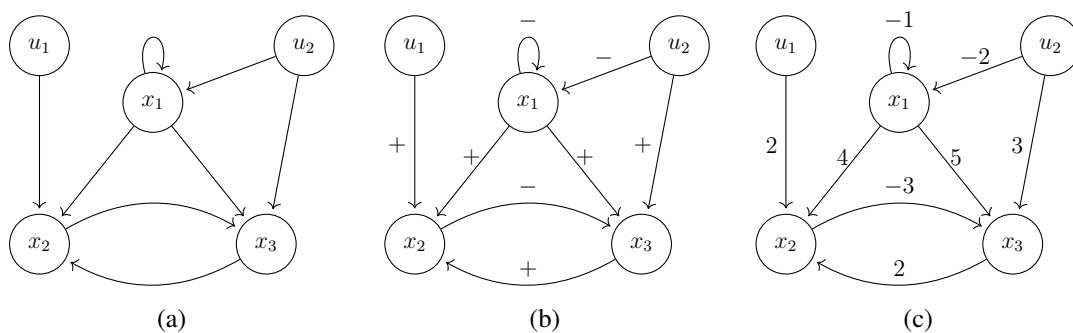 u₁ u₂ x₁ x₂ x₃
(a)
u₁ − u₂
−
x₁
+ + + +
−
x₂ x₃
+
(b)
u₁ −1 u₂
−2
x₁
2 4 5 3
−3
x₂ x₃
2
(c)